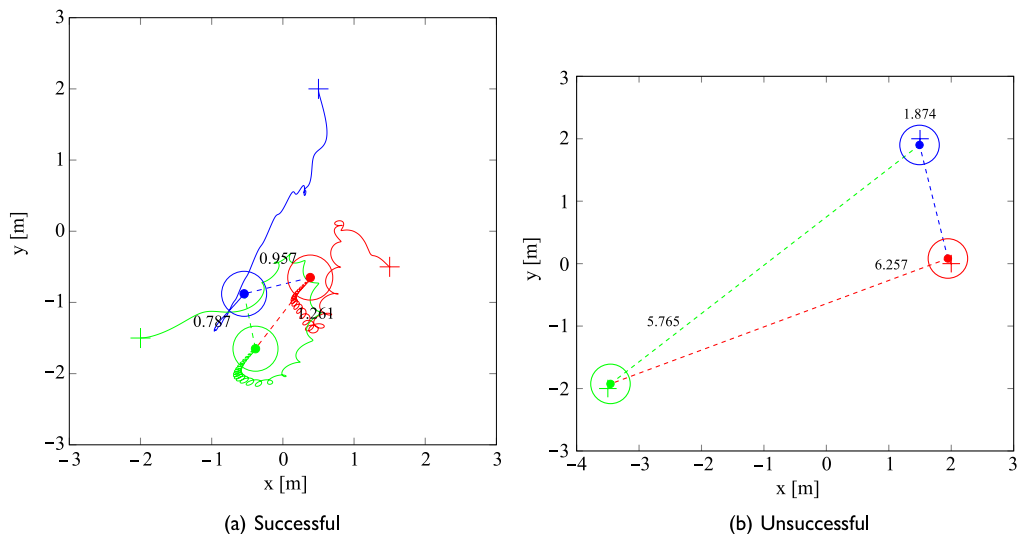 3
2
1
0
−1
−2
−3
y [m]
0.957
0.787
1.261
−3 −2 −1 0 1 2 3
x [m]
(a) Successful
3
2
1
0
−1
−2
−3
y [m]
1.874
6.257
5.765
−4 −3 −2 −1 0 1 2 3
x [m]
(b) Unsuccessful